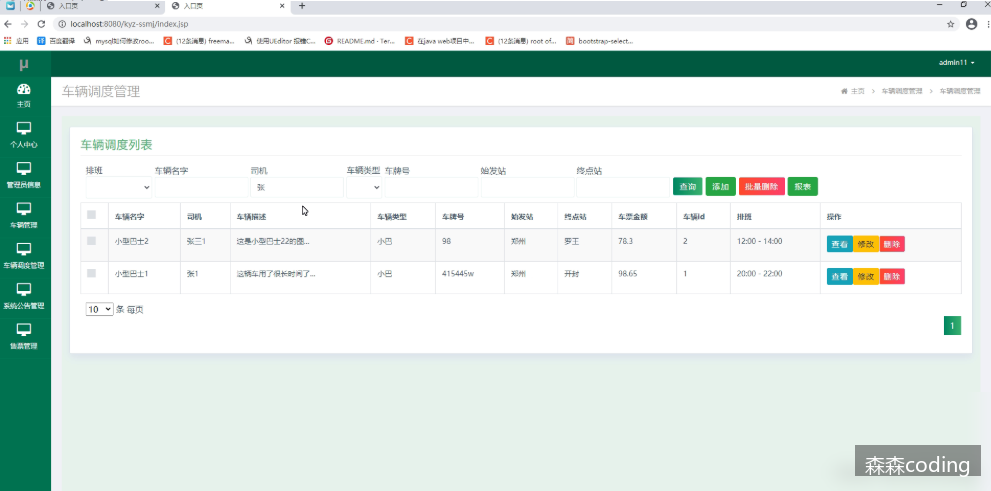 入口页
入口页
localhost:8080/kyz-ssmj/index.jsp
应用 百度翻译 mysql如何修改roo... (12条消息) freema... 使用UEditor 报错C... README.md · Ter... 在java web项目中... (12条消息) root of... bootstrap-select...
μ
admin11
车辆调度管理
主页 > 车辆调度管理 > 车辆调度管理
主页
个人中心
管理员信息
车辆管理
车辆调度管理
系统公告管理
售票管理
车辆调度列表
排班 车辆名字 司机 车辆类型 车牌号 始发站 终点站
张 查询 添加 批量删除 报表
车辆名字 司机 车辆描述 车辆类型 车牌号 始发站 终点站 车票金额 车辆id 排班 操作
小型巴士2 张三1 这是小型巴士22的图... 小巴 98 郑州 罗王 78.3 2 12:00 - 14:00 查看 修改 删除
小型巴士1 张1 这辆车用了很长时间了... 小巴 415445w 郑州 开封 98.65 1 20:00 - 22:00 查看 修改 删除
10 条 每页
1
森森coding